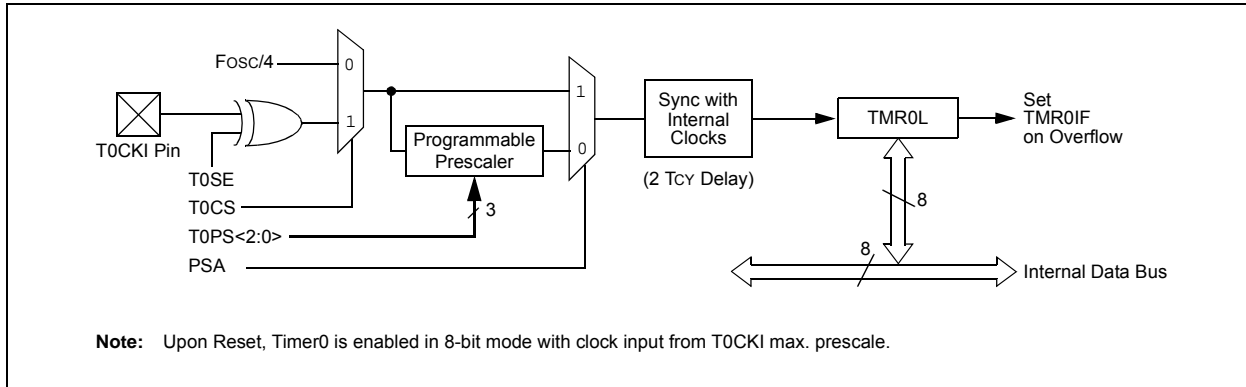 Fosc/4
0
1
T0CKI Pin
T0SE
T0CS
T0PS<2:0>
PSA
Programmable
Prescaler
3
1
0
Sync with
Internal
Clocks
(2 TCY Delay)
TMR0L
Set
TMR0IF
on Overflow
8
8
Internal Data Bus
Note: Upon Reset, Timer0 is enabled in 8-bit mode with clock input from T0CKI max. prescale.